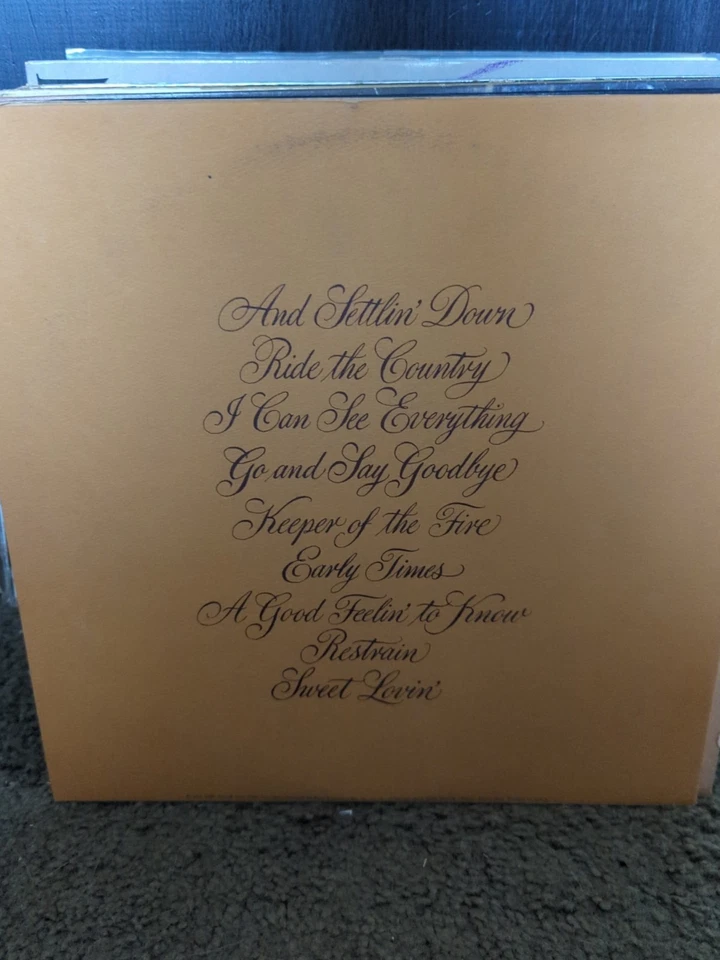 And Settlin' Down
Ride the Country
I Can See Everything
Go and Say Goodbye
Keeper of the Fire
Early Times
A Good Feelin' to Know
Restrain
Sweet Lovin'